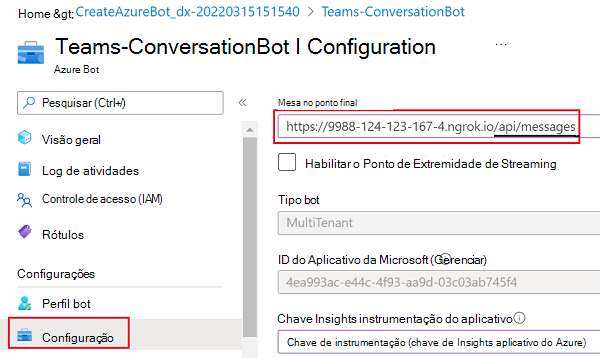 Home &gt; CreateAzureBot_dx-20220315151540 > Teams-ConversationBot
Teams-ConversationBot | Configuration ...
Azure Bot
Pesquisar (Ctrl+/) «
Visão geral
Log de atividades
Controle de acesso (IAM)
Rótulos
Configurações
Perfil bot
Configuração
Mesa no ponto final
https://9988-124-123-167-4.ngrok.io/api/messages
Habilitar o Ponto de Extremidade de Streaming
Tipo bot
MultiTenant
ID do Aplicativo da Microsoft (Gerenciar)
4ea993ac-e44c-4f93-aa9d-03c03ab745f4
Chave Insights instrumentação do aplicativo
Chave de instrumentação (chave de Insights aplicativo do Azure)